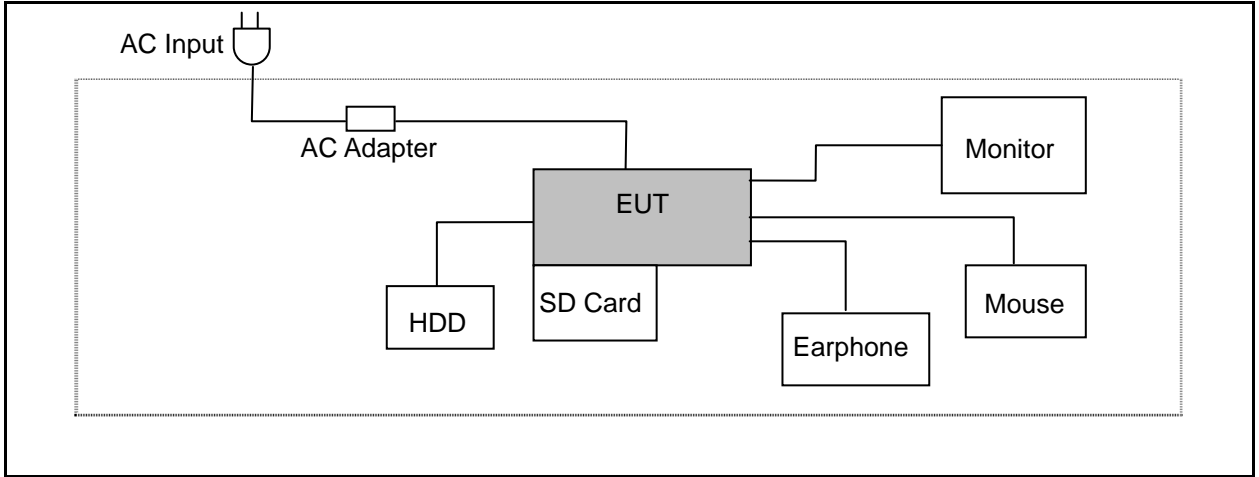 AC Input
AC Adapter
Monitor
EUT
HDD
SD Card
Mouse
Earphone